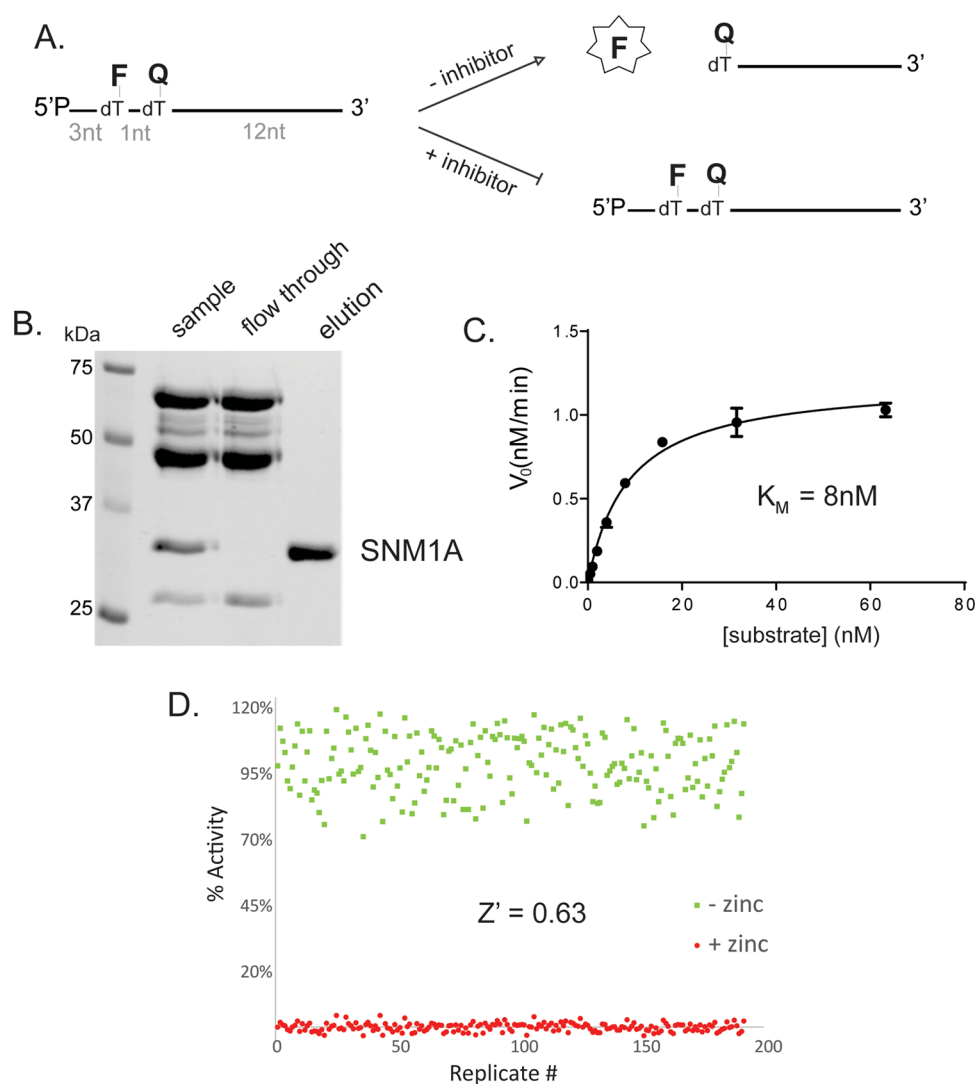 A.
F Q
5'P dT dT 3'
3nt 1nt 12nt
- inhibitor
+ inhibitor
F
Q
dT 3'
F Q
5'P dT dT 3'
B.
kDa
sample
flow through
elution
75
50
37
25
SNM1A
C.
V0(nM/min)
1.5
1.0
0.5
0.0
0 20 40 60 80
[substrate] (nM)
KM = 8nM
D.
% Activity
120%
95%
70%
45%
20%
Z' = 0.63
- zinc
+ zinc
0 50 100 150 200
Replicate #